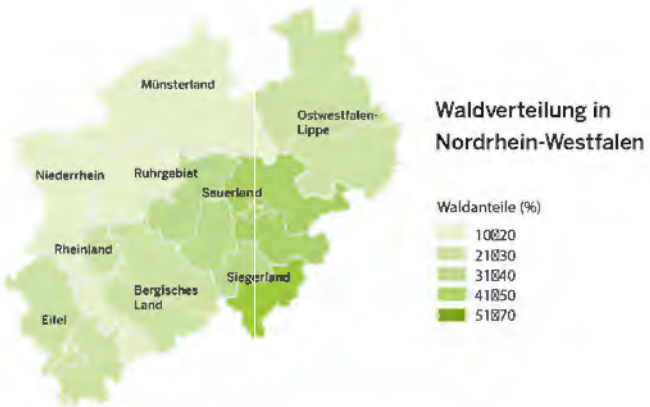 Münsterland
Ostwestfalen-
Lippe
Niederrhein
Ruhrgebiet
Sauerland
Rheinland
Siegerland
Bergisches
Land
Eifel
Waldverteilung in
Nordrhein-Westfalen
Waldanteile (%)
10☒20
21☒30
31☒40
41☒50
51☒70